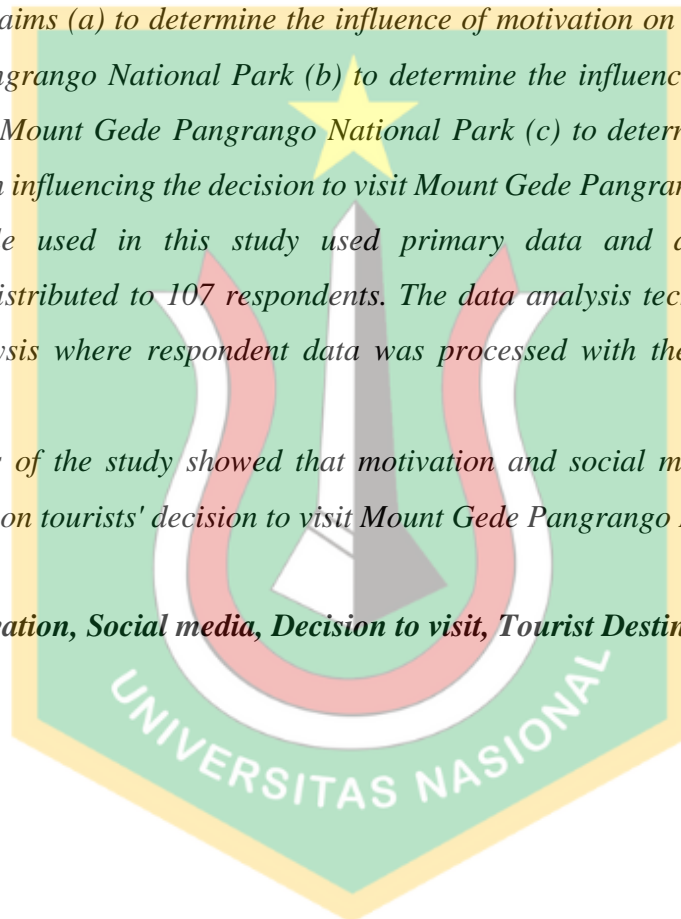 aims (a) to determine the influence of motivation on
ngrango National Park (b) to determine the influenc
Mount Gede Pangrango National Park (c) to determ
influencing the decision to visit Mount Gede Pangran
used in this study used primary data and
istributed to 107 respondents. The data analysis tec
ysis where respondent data was processed with the
of the study showed that motivation and social m
on tourists' decision to visit Mount Gede Pangrango
ation, Social media, Decision to visit, Tourist Destin
UNIVERSITAS NASIONAL